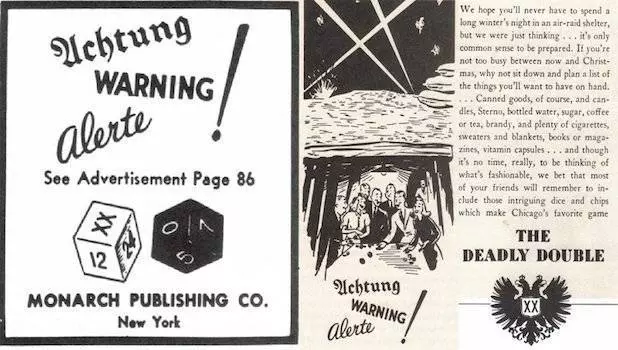 Achtung
WARNING!
Alerte
See Advertisement Page 86
XX
12
24
0
7
5
MONARCH PUBLISHING CO.
New York
Achtung
WARNING!
Alerte
We hope you'll never have to spend a
long winter's night in an air-raid shelter,
but we were just thinking . . . it's only
common sense to be prepared. If you're
not too busy between now and Christ-
mas, why not sit down and plan a list of
the things you'll want to have on hand.
. . . Canned goods, of course, and can-
dles, Sterno, bottled water, sugar, coffee
or tea, brandy, and plenty of cigarettes,
sweaters and blankets, books or maga-
zines, vitamin capsules . . . and though
it's no time, really, to be thinking of
what's fashionable, we bet that most
of your friends will remember to in-
clude those intriguing dice and chips
which make Chicago's favorite game
THE
DEADLY DOUBLE
XX